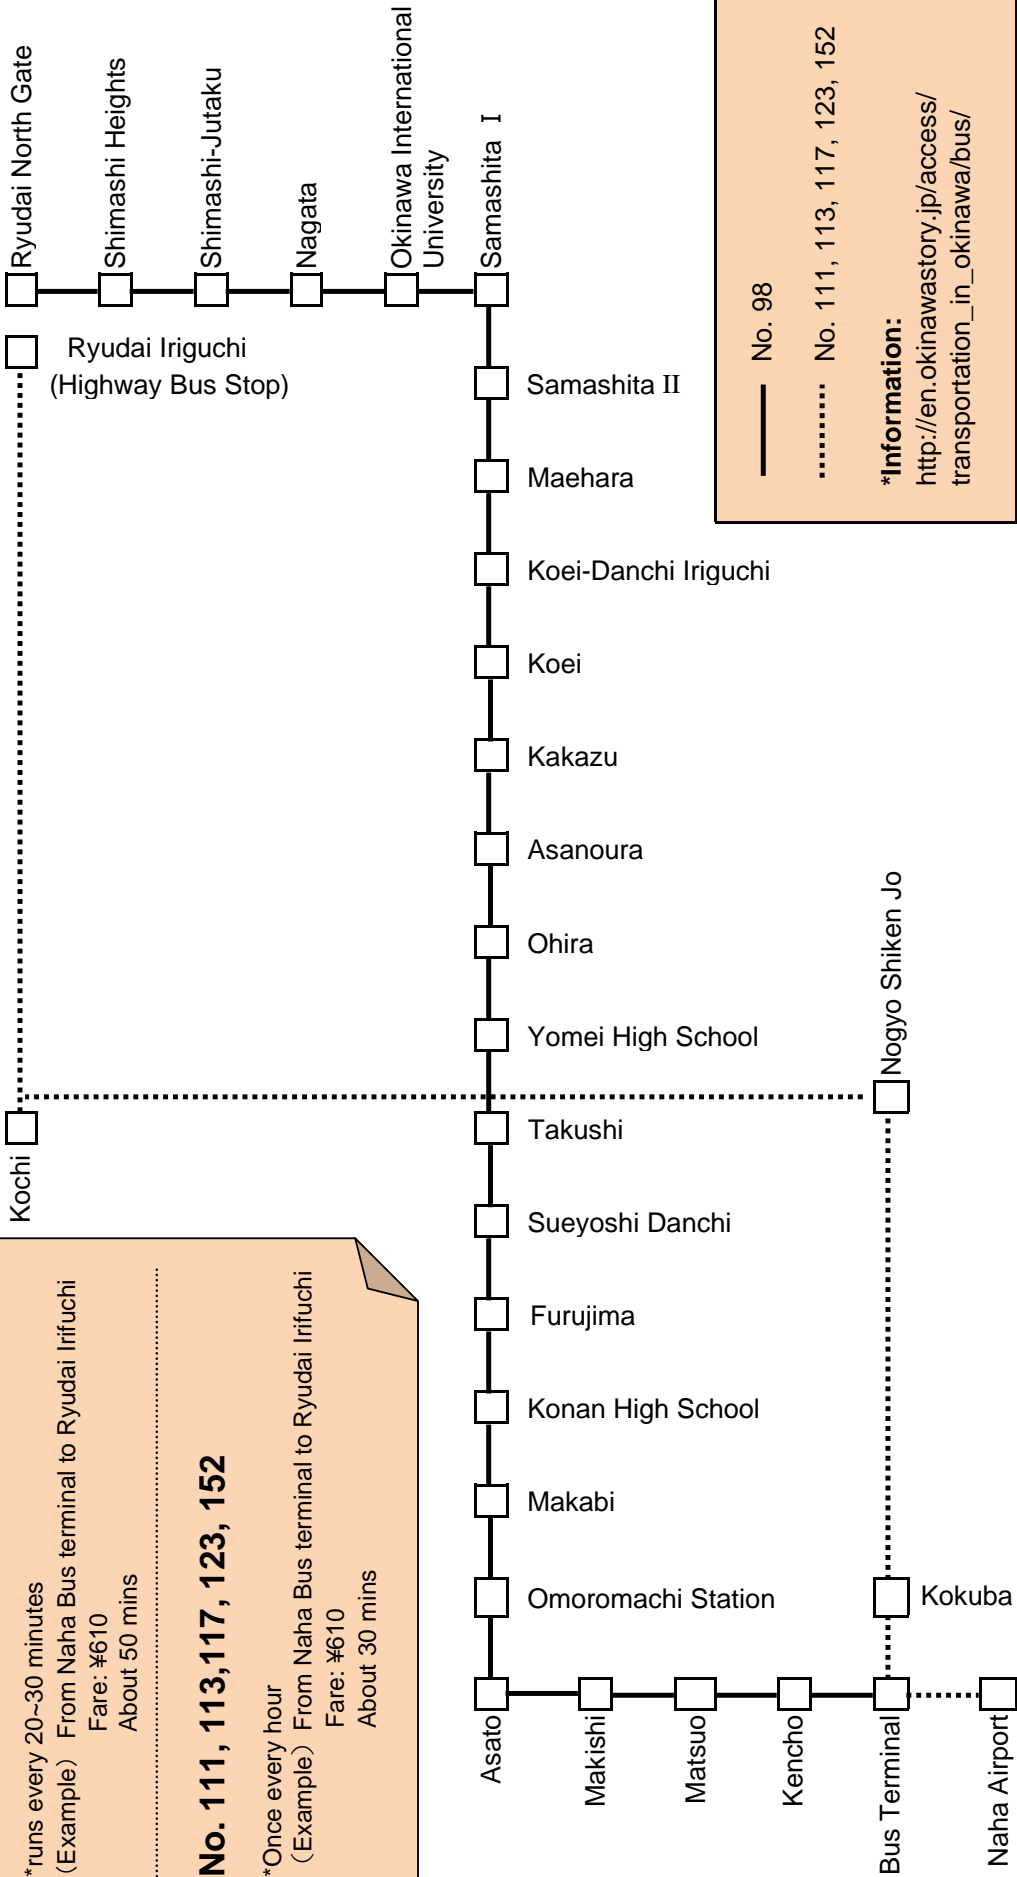 Ryudai North Gate
Shimashi Heights
Shimashi-Jutaku
Nagata
Okinawa International
University
Samashita I
Ryudai Iriguchi
(Highway Bus Stop)
Samashita II
Maehara
Koei-Danchi Iriguchi
Koei
Kakazu
Asanoura
Ohira
Yomei High School
Takushi
Sueyoshi Danchi
Furujima
Konan High School
Makabi
Omoromachi Station
Asato
Makishi
Matsuo
Kencho
Bus Terminal
Naha Airport
Kokuba
Nogyo Shiken Jo
Kochi
No. 98
No. 111, 113, 117, 123, 152
*Information:
http://en.okinawastory.jp/access/
transportation_in_okinawa/bus/
*runs every 20~30 minutes
（Example） From Naha Bus terminal to Ryudai Irifuchi
Fare: ¥610
About 50 mins
No. 111, 113,117, 123, 152
*Once every hour
（Example） From Naha Bus terminal to Ryudai Irifuchi
Fare: ¥610
About 30 mins